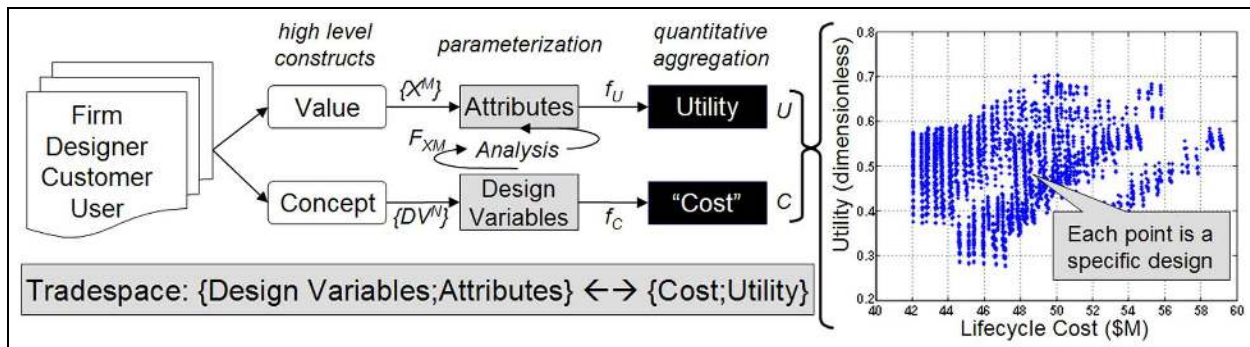 high level
constructs
parameterization
quantitative
aggregation
Firm
Designer
Customer
User
Value
{X^M}
Attributes
f_U
Utility
U
F_XM
Analysis
Concept
{DV^N}
Design
Variables
f_C
“Cost”
C
Tradespace: {Design Variables;Attributes} ←→ {Cost;Utility}
Utility (dimensionless)
0.8
0.7
0.6
0.5
0.4
0.3
0.2
Each point is a
specific design
40 42 44 46 48 50 52 54 56 58 60
Lifecycle Cost ($M)